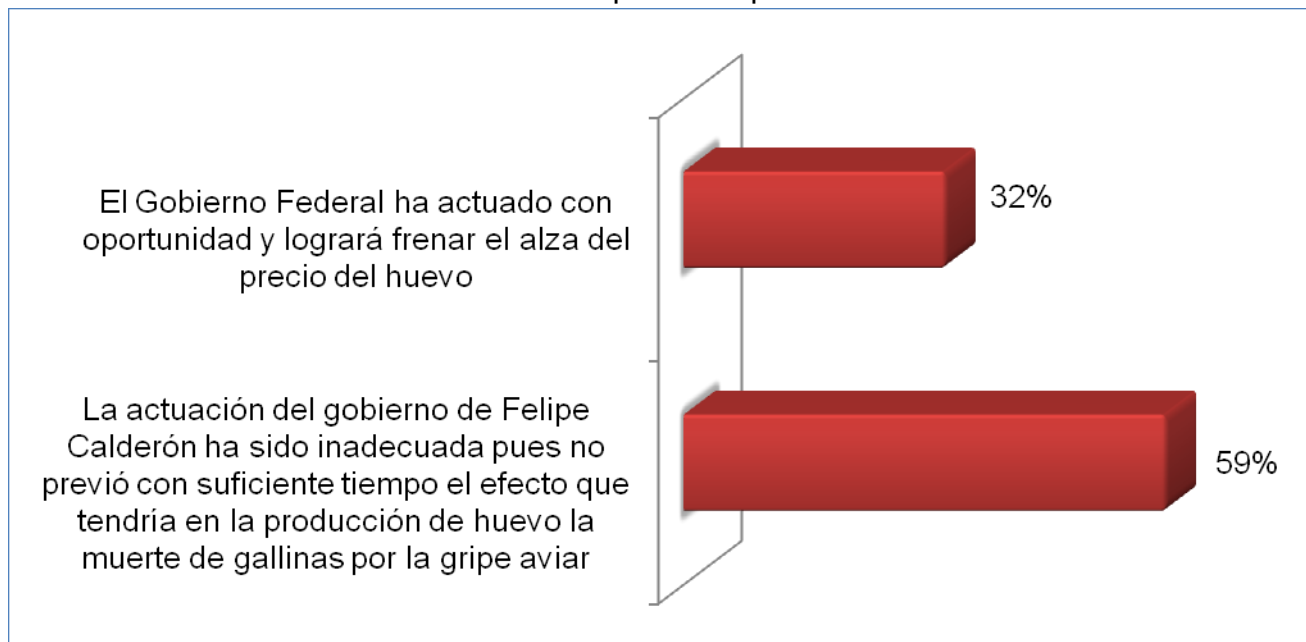 El Gobierno Federal ha actuado con
oportunidad y logrará frenar el alza del
precio del huevo
32%
La actuación del gobierno de Felipe
Calderón ha sido inadecuada pues no
previó con suficiente tiempo el efecto que
tendría en la producción de huevo la
muerte de gallinas por la gripe aviar
59%